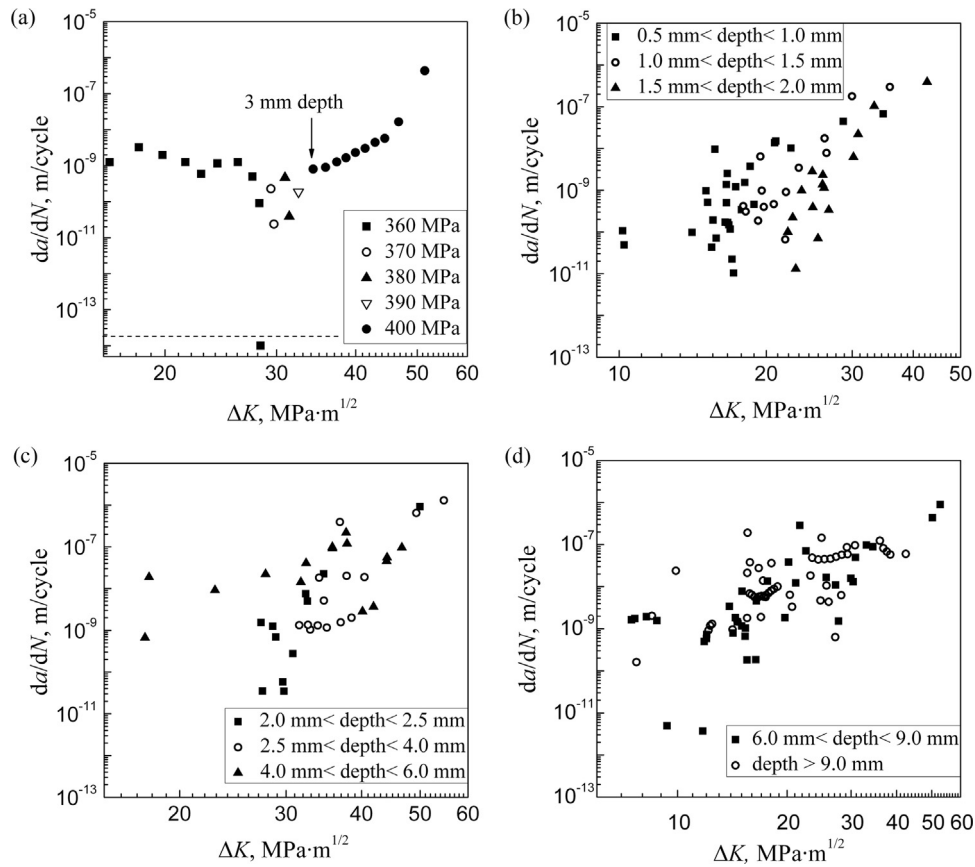 (a)
10^-5
10^-7
10^-9
10^-11
10^-13
da/dN, m/cycle
3 mm depth
360 MPa
370 MPa
380 MPa
390 MPa
400 MPa
20 30 40 50 60
ΔK, MPa·m^1/2
(b)
10^-5
10^-7
10^-9
10^-11
10^-13
da/dN, m/cycle
0.5 mm< depth< 1.0 mm
1.0 mm< depth< 1.5 mm
1.5 mm< depth< 2.0 mm
10 20 30 40 50
ΔK, MPa·m^1/2
(c)
10^-5
10^-7
10^-9
10^-11
10^-13
da/dN, m/cycle
2.0 mm< depth< 2.5 mm
2.5 mm< depth< 4.0 mm
4.0 mm< depth< 6.0 mm
20 30 40 50 60
ΔK, MPa·m^1/2
(d)
10^-5
10^-7
10^-9
10^-11
10^-13
da/dN, m/cycle
6.0 mm< depth< 9.0 mm
depth > 9.0 mm
10 20 30 40 50 60
ΔK, MPa·m^1/2